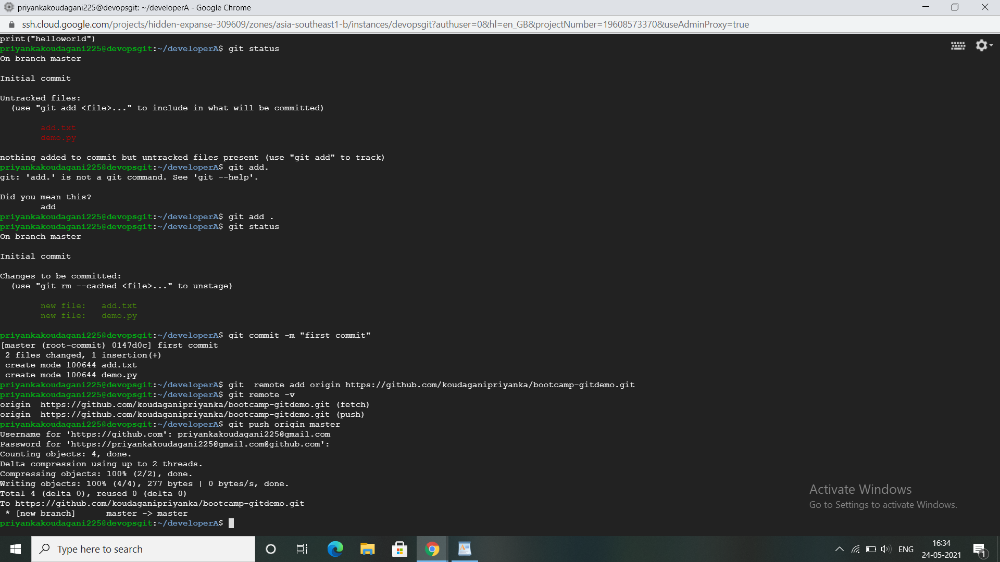 priyankakoudagani225@devopsgit: ~/developerA - Google Chrome
ssh.cloud.google.com/projects/hidden-expanse-309609/zones/asia-southeast1-b/instances/devopsgit?authuser=0&hl=en_GB&projectNumber=19608573370&useAdminProxy=true
print("helloworld")
priyankakoudagani225@devopsgit:~/developerA$ git status
On branch master
Initial commit
Untracked files:
  (use "git add <file>..." to include in what will be committed)
        add.txt
        demo.py
nothing added to commit but untracked files present (use "git add" to track)
priyankakoudagani225@devopsgit:~/developerA$ git add.
git: 'add.' is not a git command. See 'git --help'.
Did you mean this?
        add
priyankakoudagani225@devopsgit:~/developerA$ git add .
priyankakoudagani225@devopsgit:~/developerA$ git status
On branch master
Initial commit
Changes to be committed:
  (use "git rm --cached <file>..." to unstage)
        new file:   add.txt
        new file:   demo.py
priyankakoudagani225@devopsgit:~/developerA$ git commit -m "first commit"
[master (root-commit) 0147d0c] first commit
 2 files changed, 1 insertion(+)
 create mode 100644 add.txt
 create mode 100644 demo.py
priyankakoudagani225@devopsgit:~/developerA$ git  remote add origin https://github.com/koudaganipriyanka/bootcamp-gitdemo.git
priyankakoudagani225@devopsgit:~/developerA$ git remote -v
origin  https://github.com/koudaganipriyanka/bootcamp-gitdemo.git (fetch)
origin  https://github.com/koudaganipriyanka/bootcamp-gitdemo.git (push)
priyankakoudagani225@devopsgit:~/developerA$ git push origin master
Username for 'https://github.com': priyankakoudagani225@gmail.com
Password for 'https://priyankakoudagani225@gmail.com@github.com':
Counting objects: 4, done.
Delta compression using up to 2 threads.
Compressing objects: 100% (2/2), done.
Writing objects: 100% (4/4), 277 bytes | 0 bytes/s, done.
Total 4 (delta 0), reused 0 (delta 0)
To https://github.com/koudaganipriyanka/bootcamp-gitdemo.git
 * [new branch]      master -> master
priyankakoudagani225@devopsgit:~/developerA$
Activate Windows
Go to Settings to activate Windows.
Type here to search
ENG
16:34
24-05-2021
1